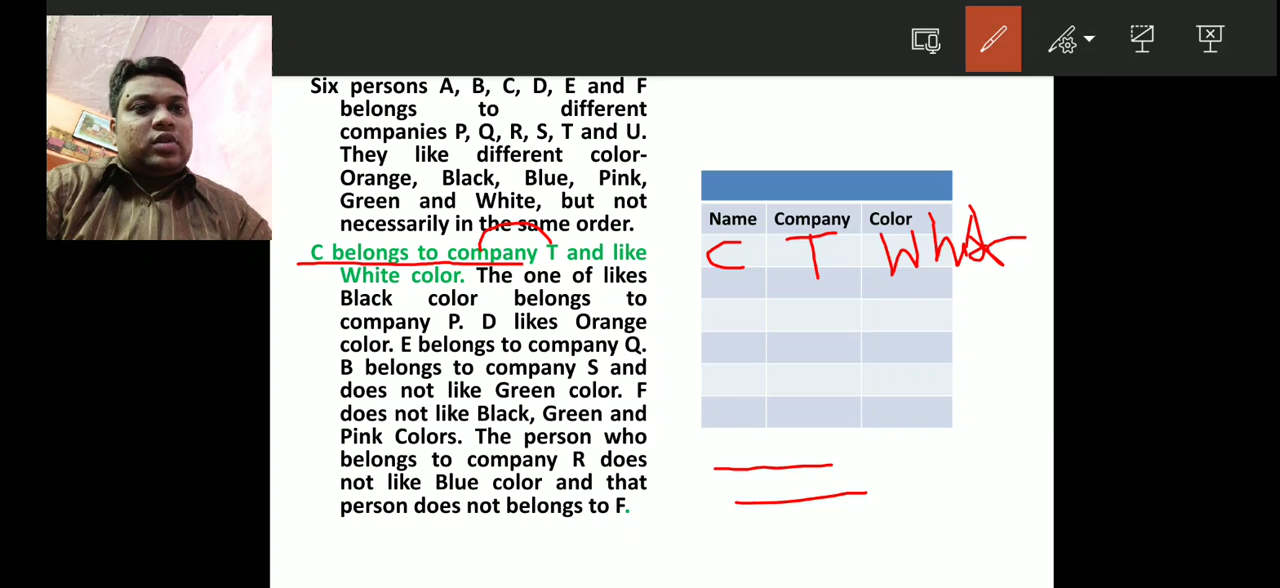 Six persons A, B, C, D, E and F
belongs to different
companies P, Q, R, S, T and U.
They like different color-
Orange, Black, Blue, Pink,
Green and White, but not
necessarily in the same order.
C belongs to company T and like
White color. The one of likes
Black color belongs to
company P. D likes Orange
color. E belongs to company Q.
B belongs to company S and
does not like Green color. F
does not like Black, Green and
Pink Colors. The person who
belongs to company R does
not like Blue color and that
person does not belongs to F.
Name Company Color
C T